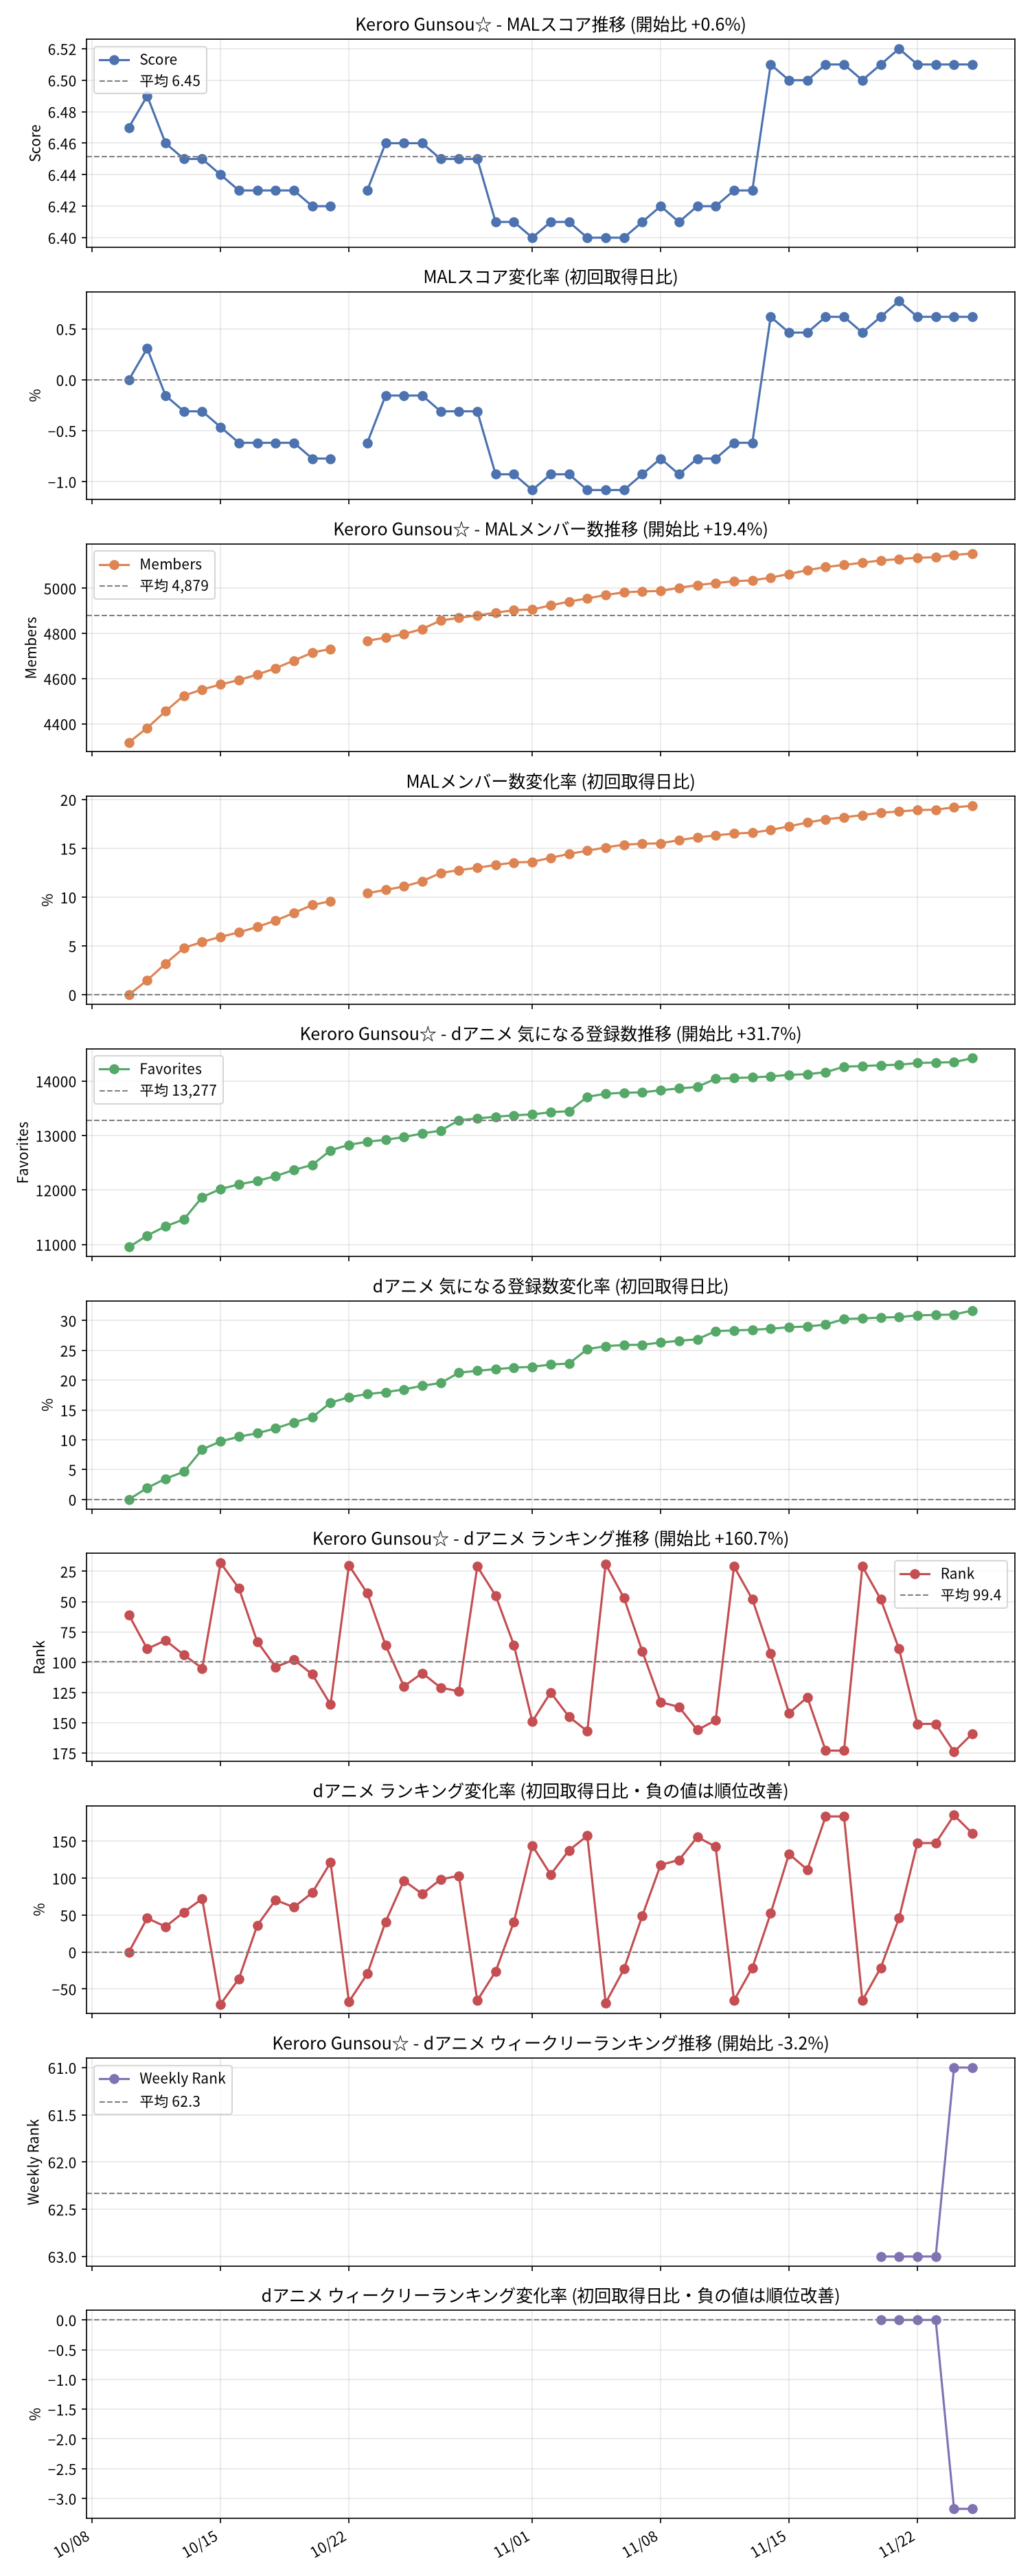 Keroro Gunsou☆ - MALスコア推移 (開始比 +0.6%)
Score
平均 6.45
6.52
6.50
6.48
6.46
6.44
6.42
6.40
Score
MALスコア変化率 (初回取得日比)
0.5
0.0
−0.5
−1.0
%
Keroro Gunsou☆ - MALメンバー数推移 (開始比 +19.4%)
Members
平均 4,879
5000
4800
4600
4400
Members
MALメンバー数変化率 (初回取得日比)
20
15
10
5
0
%
Keroro Gunsou☆ - dアニメ 気になる登録数推移 (開始比 +31.7%)
Favorites
平均 13,277
14000
13000
12000
11000
Favorites
dアニメ 気になる登録数変化率 (初回取得日比)
30
25
20
15
10
5
0
%
Keroro Gunsou☆ - dアニメ ランキング推移 (開始比 +160.7%)
Rank
平均 99.4
25
50
75
100
125
150
175
Rank
dアニメ ランキング変化率 (初回取得日比・負の値は順位改善)
150
100
50
0
−50
%
Keroro Gunsou☆ - dアニメ ウィークリーランキング推移 (開始比 -3.2%)
Weekly Rank
平均 62.3
61.0
61.5
62.0
62.5
63.0
Weekly Rank
dアニメ ウィークリーランキング変化率 (初回取得日比・負の値は順位改善)
0.0
−0.5
−1.0
−1.5
−2.0
−2.5
−3.0
%
10/08
10/15
10/22
11/01
11/08
11/15
11/22